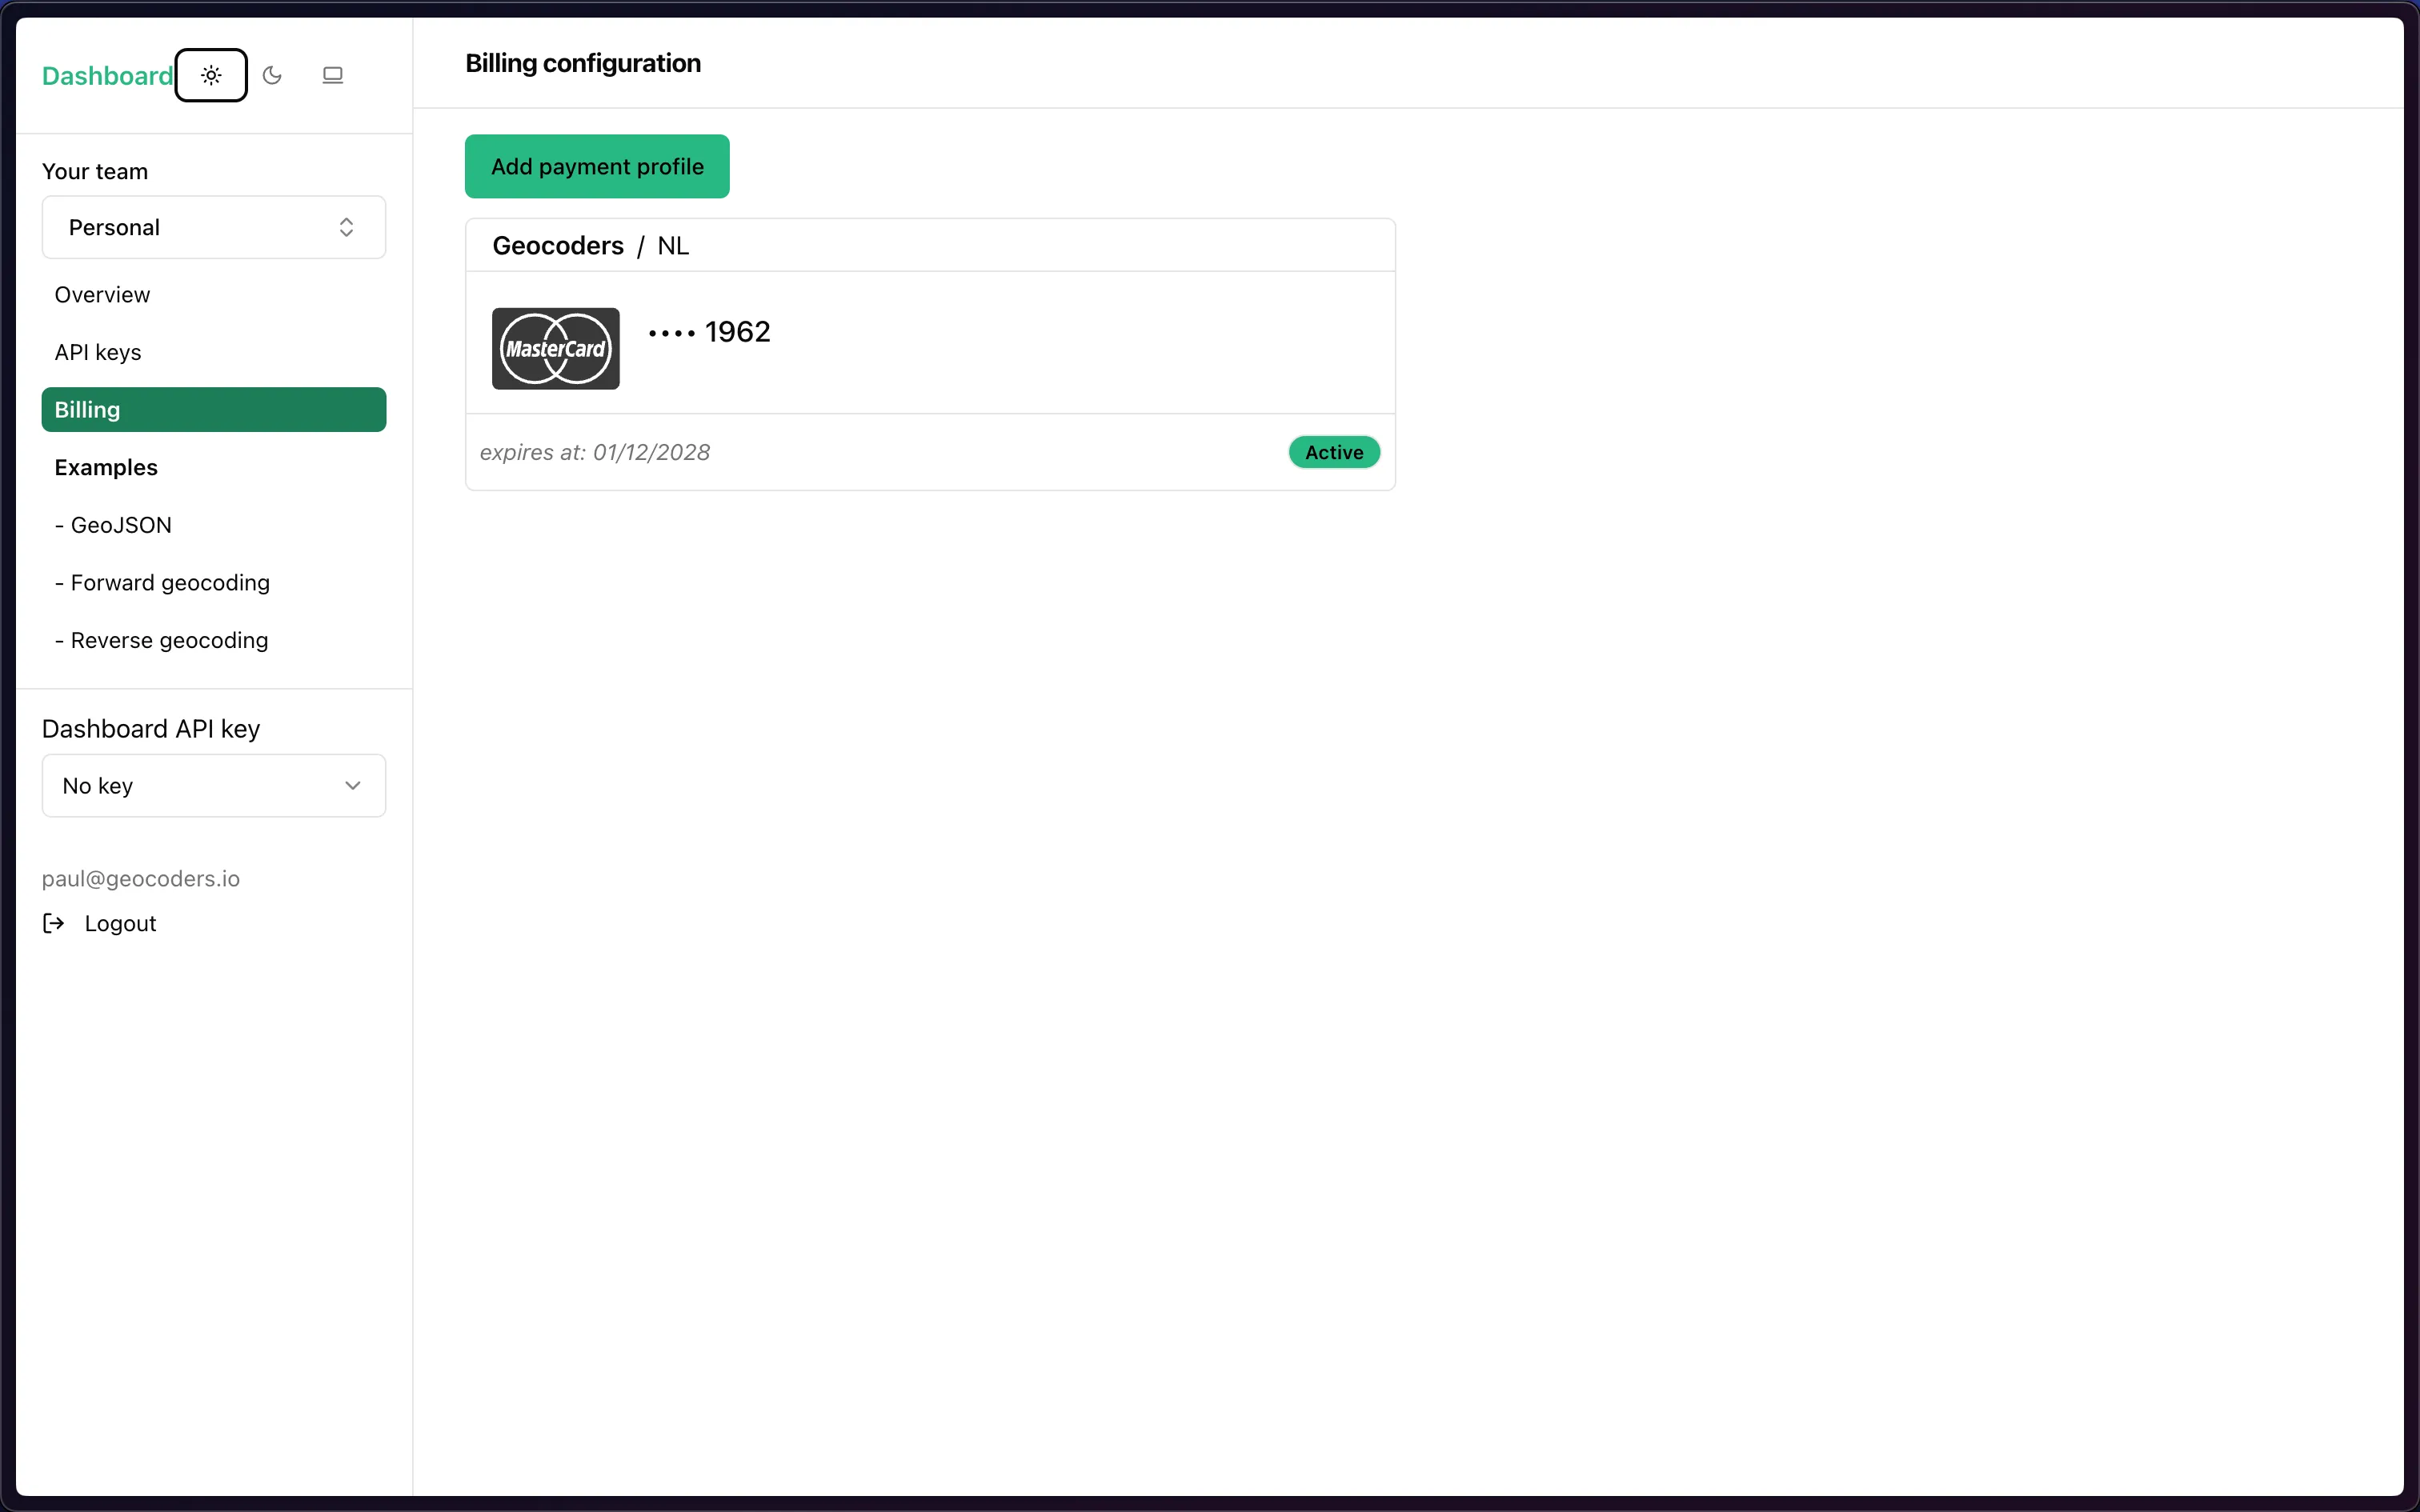 Dashboard
Your team
Personal
Overview
API keys
Billing
Examples
- GeoJSON
- Forward geocoding
- Reverse geocoding
Dashboard API key
No key
paul@geocoders.io
Logout
Billing configuration
Add payment profile
Geocoders / NL
MasterCard
•••• 1962
expires at: 01/12/2028
Active